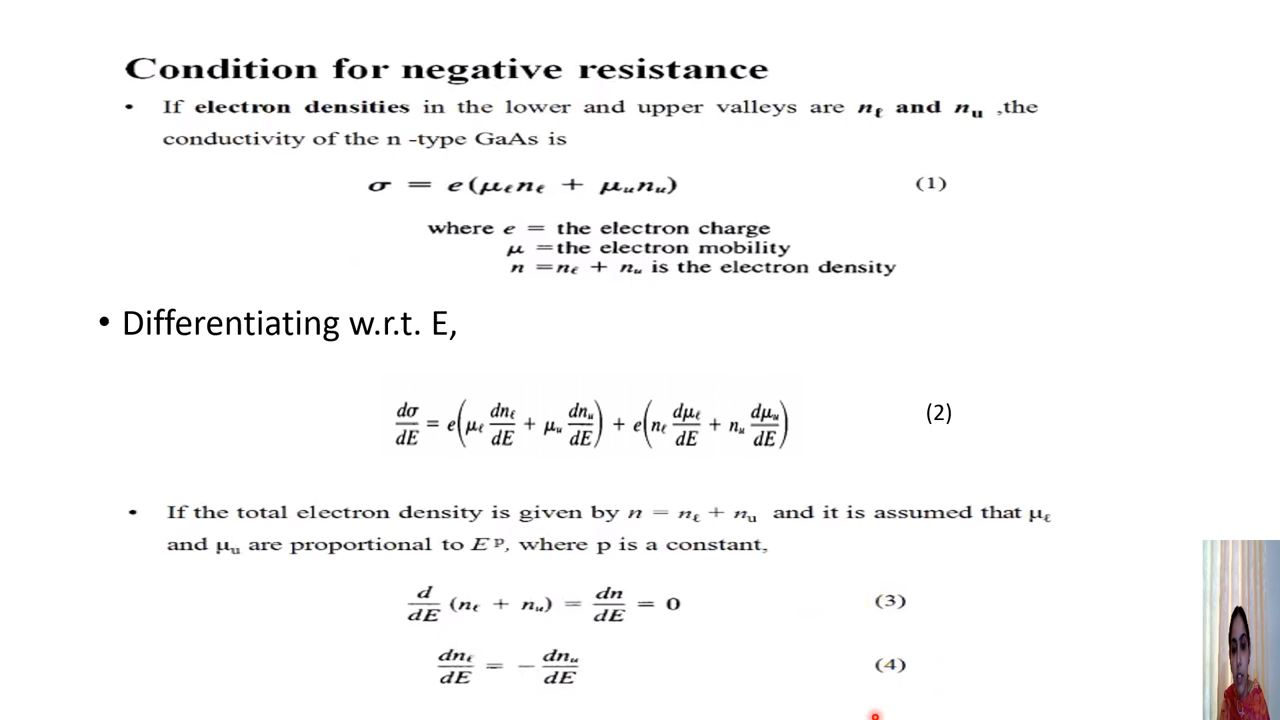 Condition for negative resistance
• If electron densities in the lower and upper valleys are nℓ and nu ,the
conductivity of the n -type GaAs is
σ = e(μℓnℓ + μunu) (1)
where e = the electron charge
μ =the electron mobility
n =nℓ + nu is the electron density
• Differentiating w.r.t. E,
dσ/dE = e(μℓ dnℓ/dE + μu dnu/dE) + e(nℓ dμℓ/dE + nu dμu/dE) (2)
• If the total electron density is given by n = nℓ + nu and it is assumed that μℓ
and μu are proportional to E^p, where p is a constant,
d/dE (nℓ + nu) = dn/dE = 0 (3)
dnℓ/dE = − dnu/dE (4)